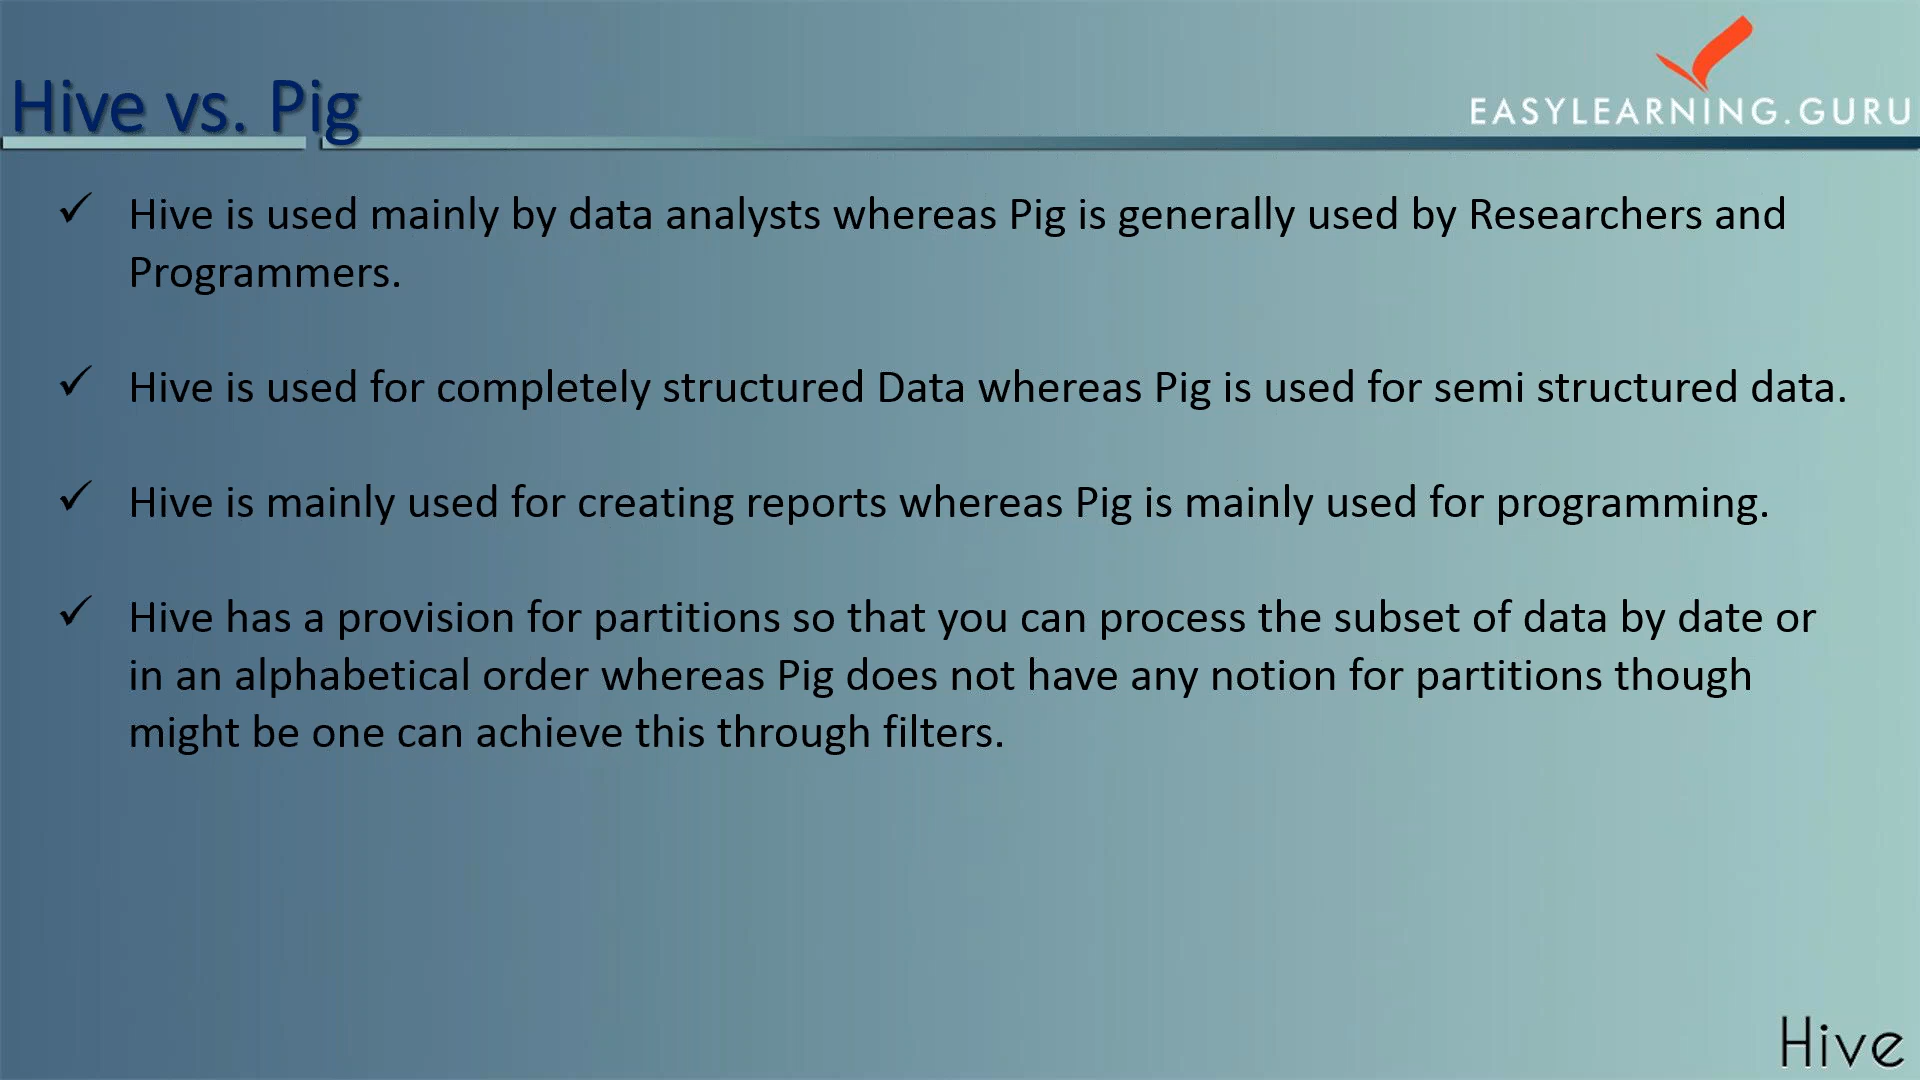 Hive vs. Pig
EASYLEARNING.GURU
✓ Hive is used mainly by data analysts whereas Pig is generally used by Researchers and
Programmers.
✓ Hive is used for completely structured Data whereas Pig is used for semi structured data.
✓ Hive is mainly used for creating reports whereas Pig is mainly used for programming.
✓ Hive has a provision for partitions so that you can process the subset of data by date or
in an alphabetical order whereas Pig does not have any notion for partitions though
might be one can achieve this through filters.
Hive